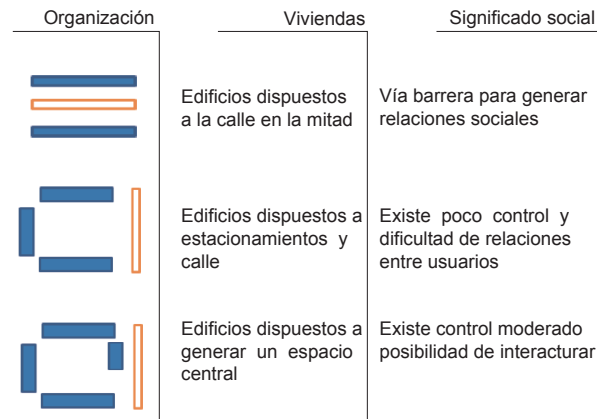 Organización
Viviendas
Significado social
Edificios dispuestos
a la calle en la mitad
Vía barrera para generar
relaciones sociales
Edificios dispuestos a
estacionamientos y
calle
Existe poco control y
dificultad de relaciones
entre usuarios
Edificios dispuestos a
generar un espacio
central
Existe control moderado
posibilidad de interacturar